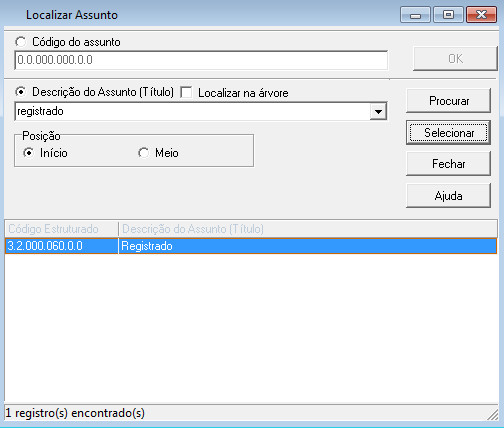 Localizar Assunto
Código do assunto
0.0.000.000.0.0
OK
Descrição do Assunto (Título)
Localizar na árvore
Procurar
registrado
Selecionar
Posição
Início
Meio
Fechar
Ajuda
Código Estruturado
Descrição do Assunto (Título)
3.2.000.060.0.0
Registrado
1 registro(s) encontrado(s)